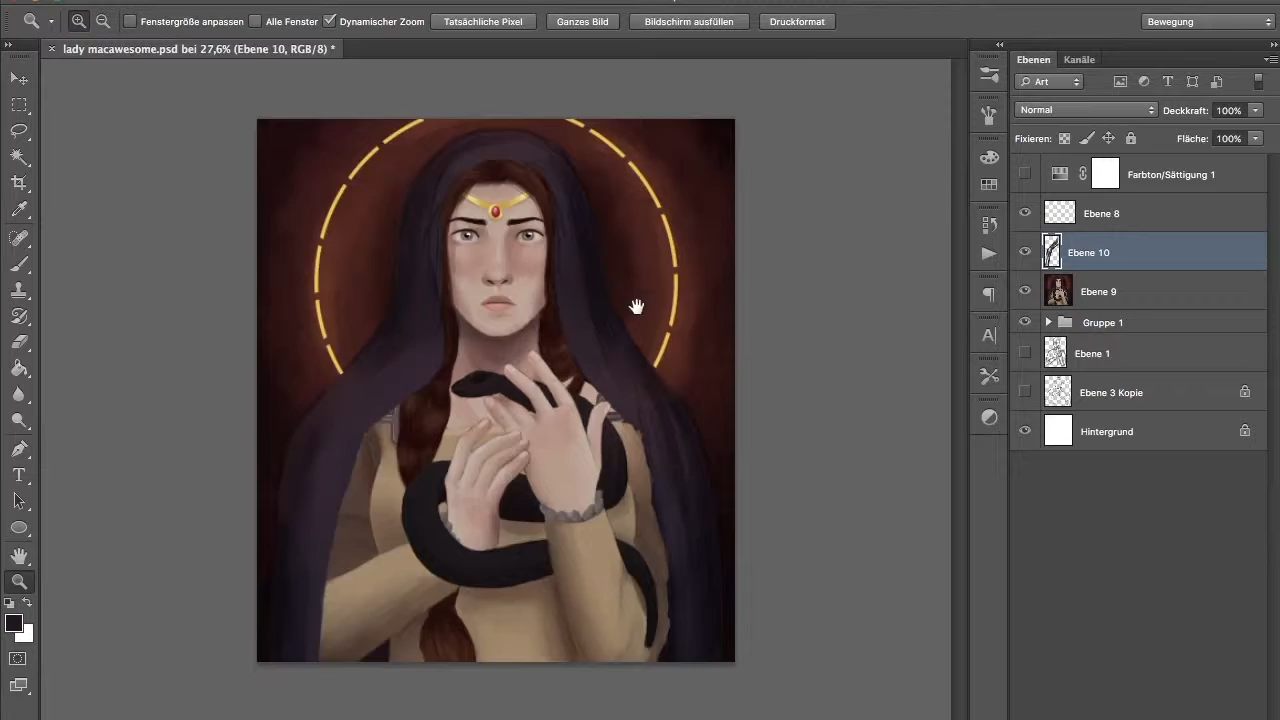 Fenstergröße anpassen Alle Fenster Dynamischer Zoom Tatsächliche Pixel Ganzes Bild Bildschirm ausfüllen Druckformat Bewegung
lady macawesome.psd bei 27,6% (Ebene 10, RGB/8) *
Ebenen Kanäle
Art
Normal Deckkraft: 100%
Fixieren: Fläche: 100%
Farbton/Sättigung 1
Ebene 8
Ebene 10
Ebene 9
Gruppe 1
Ebene 1
Ebene 3 Kopie
Hintergrund